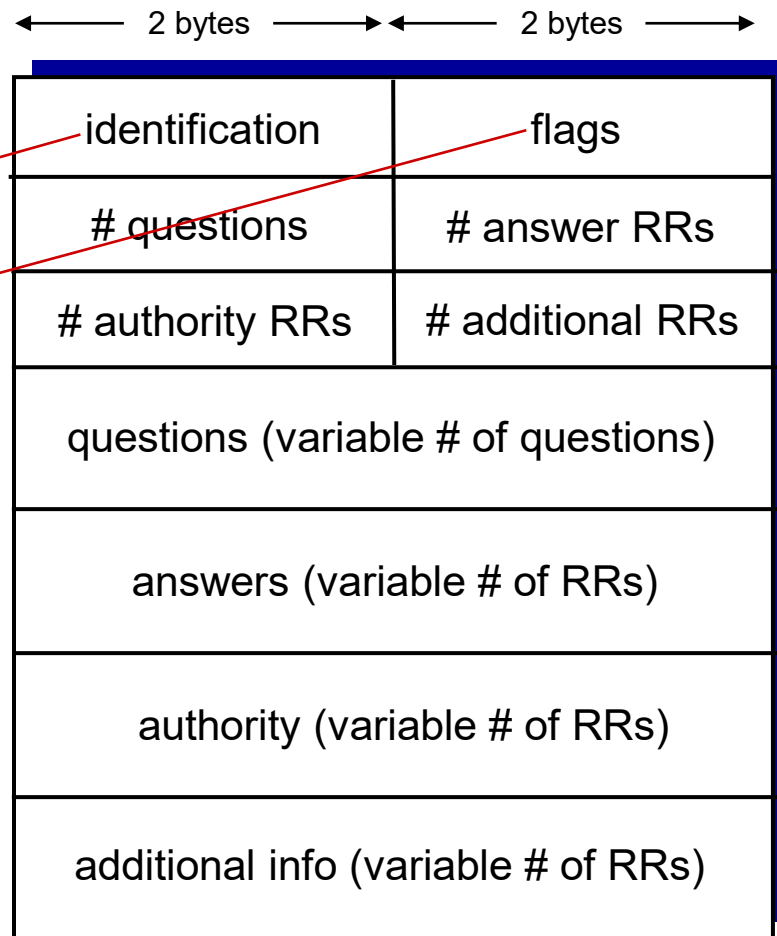 2 bytes 2 bytes
identification flags
# questions # answer RRs
# authority RRs # additional RRs
questions (variable # of questions)
answers (variable # of RRs)
authority (variable # of RRs)
additional info (variable # of RRs)